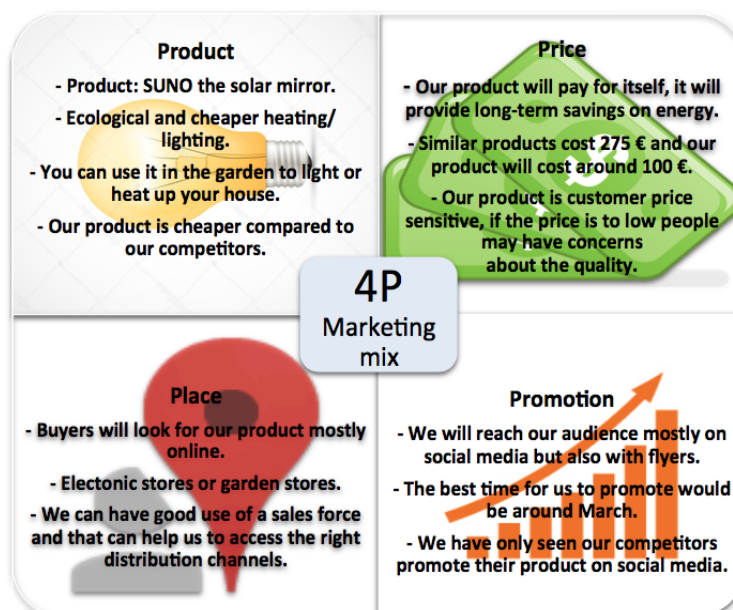 Product
- Product: SUNO the solar mirror.
- Ecological and cheaper heating/
lighting.
- You can use it in the garden to light or
heat up your house.
- Our product is cheaper compared to
our competitors.
Price
- Our product will pay for itself, it will
provide long-term savings on energy.
- Similar products cost 275 € and our
product will cost around 100 €.
- Our product is customer price
sensitive, if the price is to low people
may have concerns
about the quality.
4P
Marketing
mix
Place
- Buyers will look for our product mostly
online.
- Electonic stores or garden stores.
- We can have good use of a sales force
and that can help us to access the right
distribution channels.
Promotion
- We will reach our audience mostly on
social media but also with flyers.
- The best time for us to promote would
be around March.
- We have only seen our competitors
promote their product on social media.